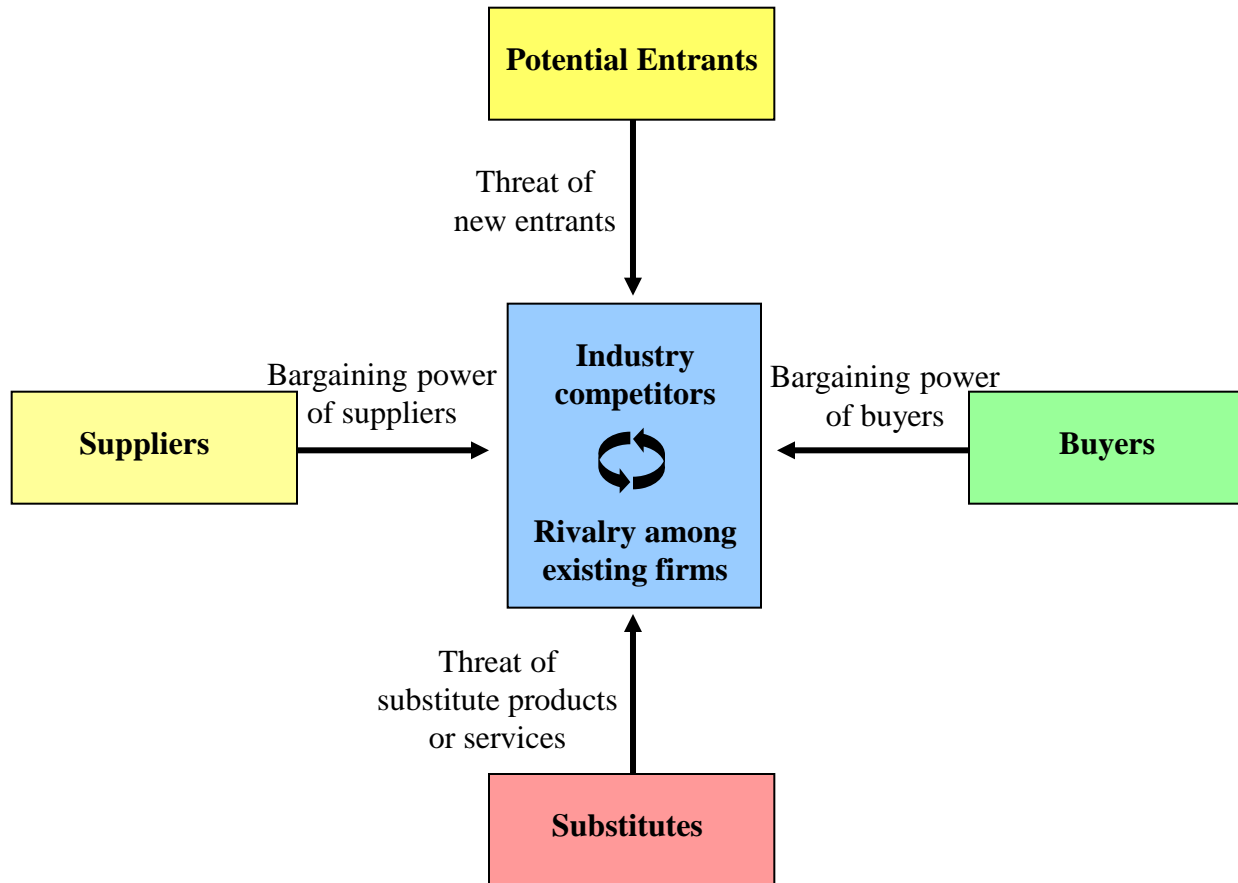 Potential Entrants
Threat of
new entrants
Industry
competitors
Bargaining power
of suppliers
Bargaining power
of buyers
Suppliers
Buyers
Rivalry among
existing firms
Threat of
substitute products
or services
Substitutes